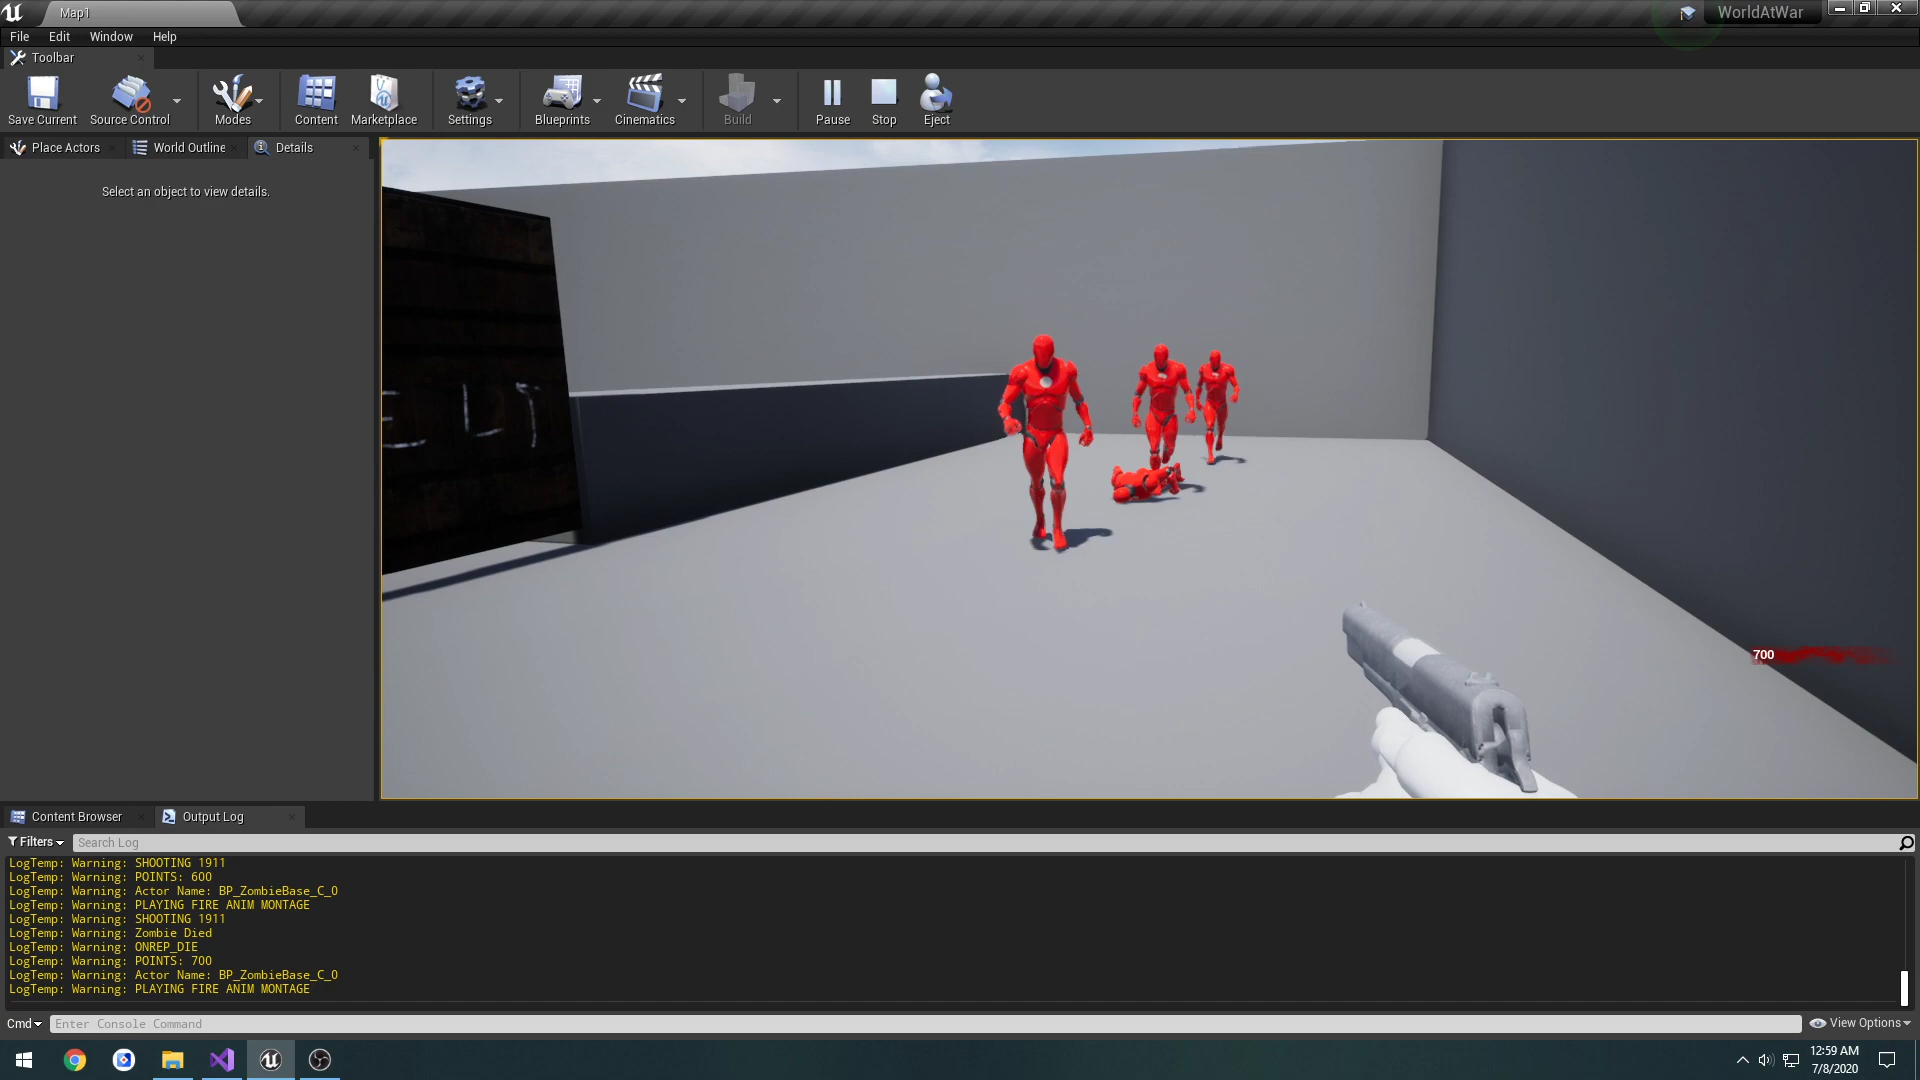 Map1
WorldAtWar
File Edit Window Help
Toolbar
Save Current Source Control Modes Content Marketplace Settings Blueprints Cinematics Build Pause Stop Eject
Place Actors World Outline Details
Select an object to view details.
ELT
700
Content Browser Output Log
Filters Search Log
LogTemp: Warning: SHOOTING 1911
LogTemp: Warning: POINTS: 600
LogTemp: Warning: Actor Name: BP_ZombieBase_C_0
LogTemp: Warning: PLAYING FIRE ANIM MONTAGE
LogTemp: Warning: SHOOTING 1911
LogTemp: Warning: Zombie Died
LogTemp: Warning: ONREP_DIE
LogTemp: Warning: POINTS: 700
LogTemp: Warning: Actor Name: BP_ZombieBase_C_0
LogTemp: Warning: PLAYING FIRE ANIM MONTAGE
Cmd Enter Console Command View Options
12:59 AM
7/8/2020